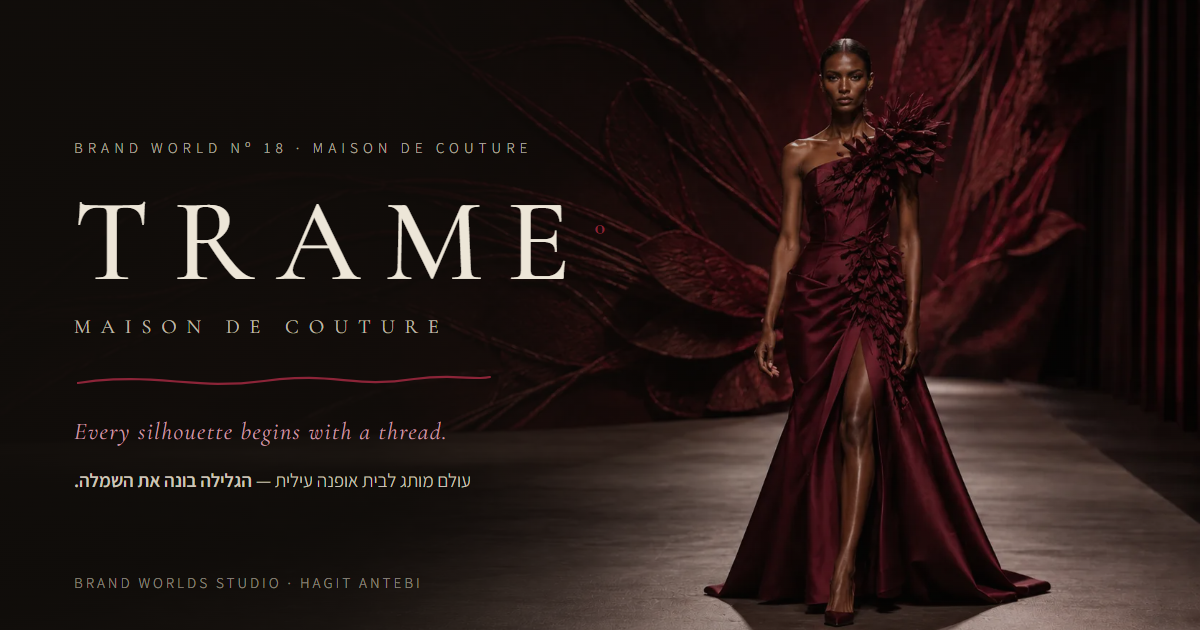 BRAND WORLD Nº 18 · MAISON DE COUTURE
TRAME°
MAISON DE COUTURE
Every silhouette begins with a thread.
עולם מותג לבית אופנה עילית — הגלילה בונה את השמלה.
BRAND WORLDS STUDIO · HAGIT ANTEBI